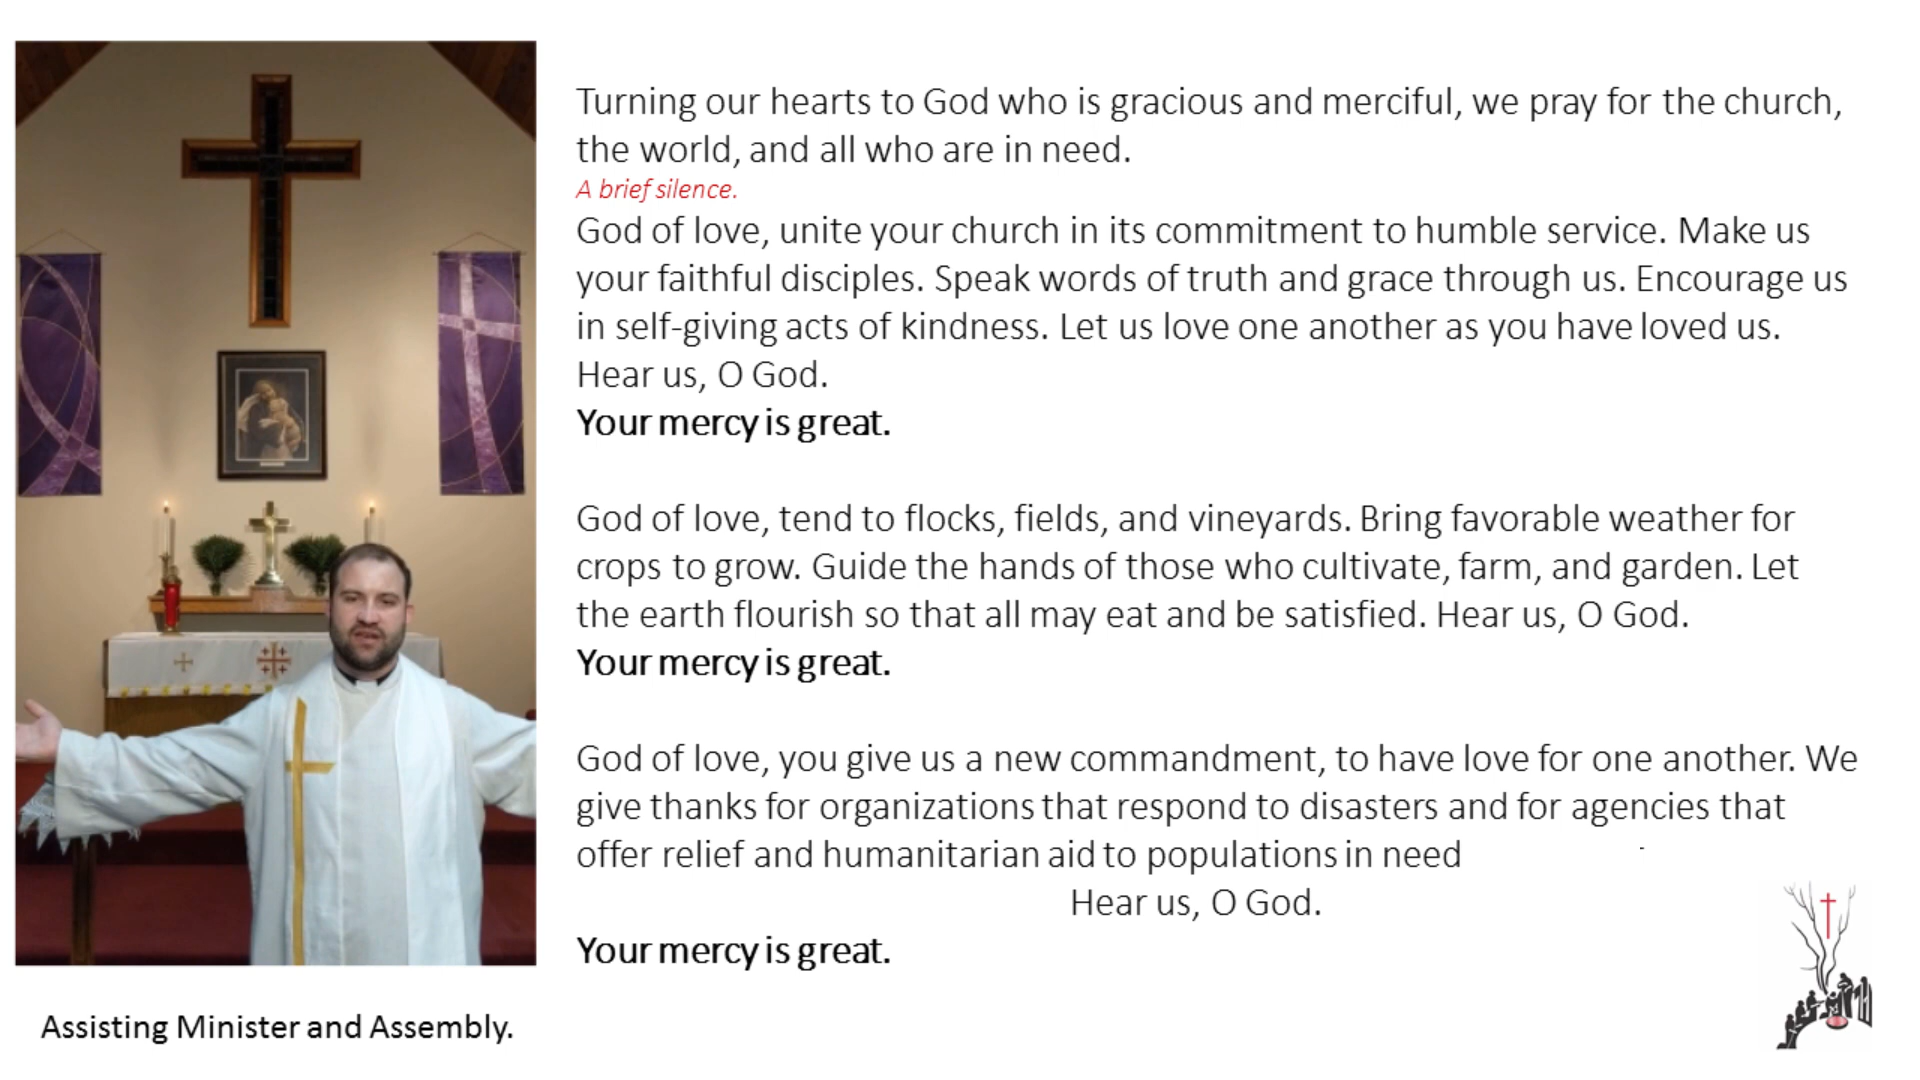 Turning our hearts to God who is gracious and merciful, we pray for the church,
the world, and all who are in need.
A brief silence.
God of love, unite your church in its commitment to humble service. Make us
your faithful disciples. Speak words of truth and grace through us. Encourage us
in self-giving acts of kindness. Let us love one another as you have loved us.
Hear us, O God.
Your mercy is great.
God of love, tend to flocks, fields, and vineyards. Bring favorable weather for
crops to grow. Guide the hands of those who cultivate, farm, and garden. Let
the earth flourish so that all may eat and be satisfied. Hear us, O God.
Your mercy is great.
God of love, you give us a new commandment, to have love for one another. We
give thanks for organizations that respond to disasters and for agencies that
offer relief and humanitarian aid to populations in need
Hear us, O God.
Your mercy is great.
Assisting Minister and Assembly.